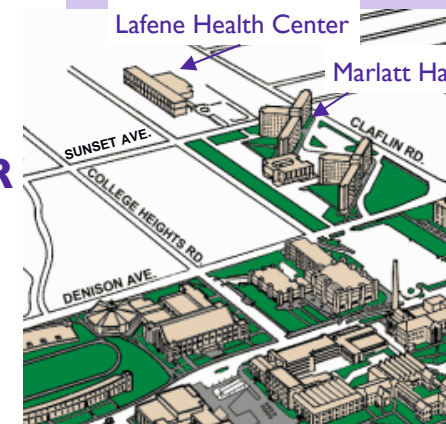 Lafene Health Center
Marlatt Ha
CLAFLIN RD.
SUNSET AVE.
R
COLLEGE HEIGHTS RD.
DENISON AVE.